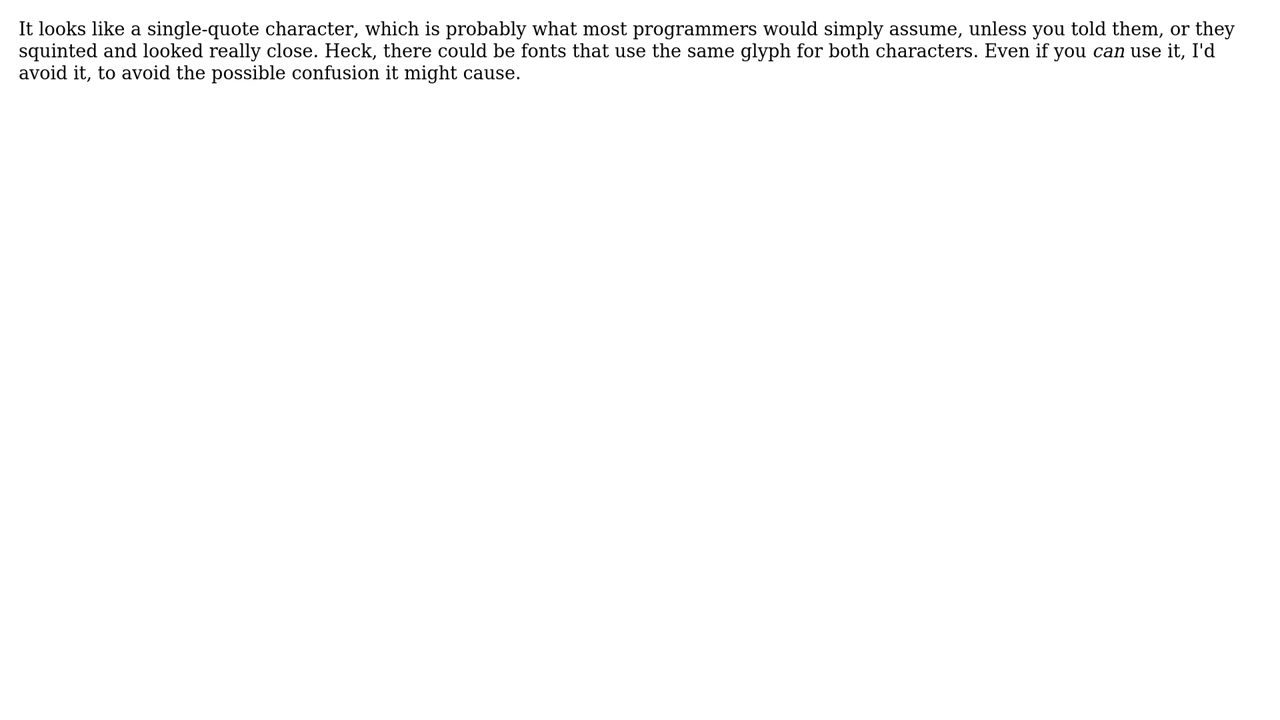 It looks like a single-quote character, which is probably what most programmers would simply assume, unless you told them, or they
squinted and looked really close. Heck, there could be fonts that use the same glyph for both characters. Even if you can use it, I'd
avoid it, to avoid the possible confusion it might cause.